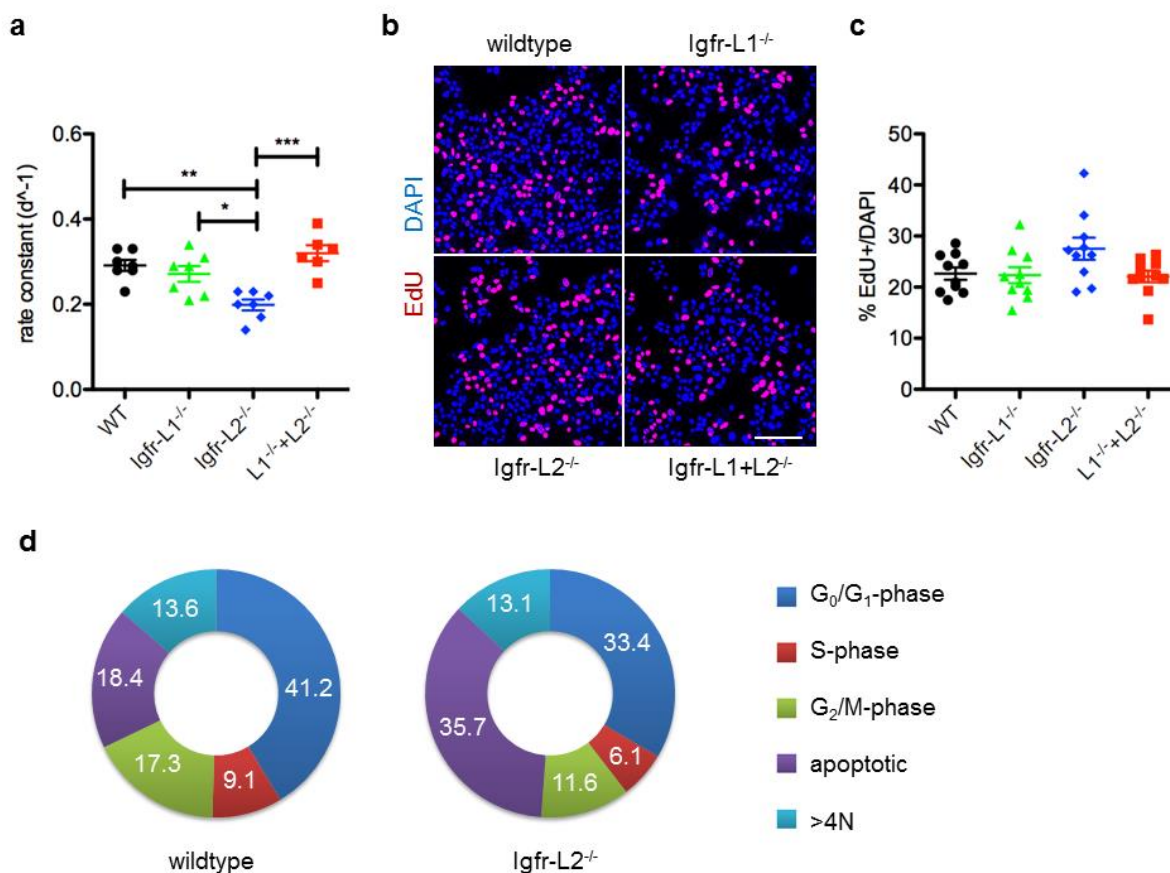 a
rate constant (d^-1)
0.6
0.4
0.2
0.0
**
*
***
WT
Igfr-L1-/-
Igfr-L2-/-
L1-/-+L2-/-
b
wildtype
Igfr-L1-/-
DAPI
EdU
Igfr-L2-/-
Igfr-L1+L2-/-
c
% EdU+/DAPI
50
40
30
20
10
0
WT
Igfr-L1-/-
Igfr-L2-/-
L1-/-+L2-/-
d
13.6
41.2
18.4
17.3
9.1
wildtype
13.1
33.4
35.7
6.1
11.6
Igfr-L2-/-
G0/G1-phase
S-phase
G2/M-phase
apoptotic
>4N